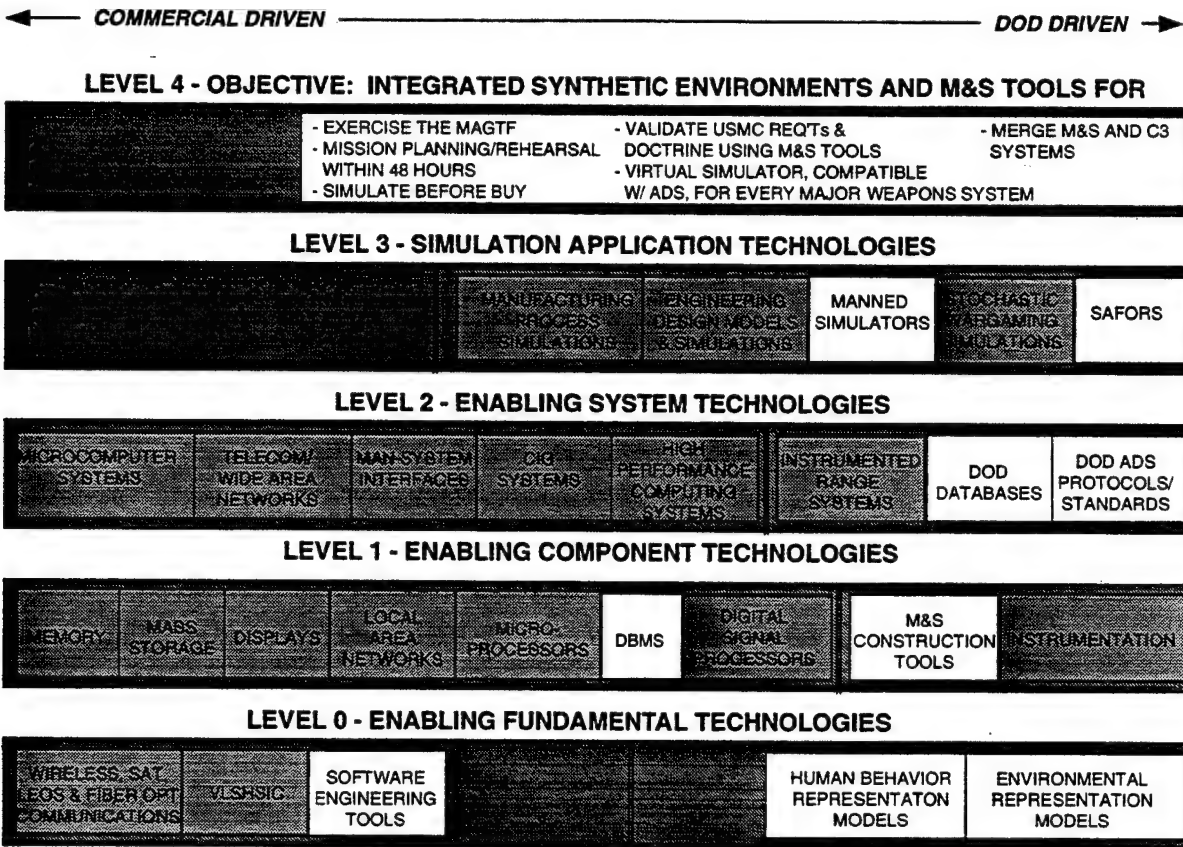 COMMERCIAL DRIVEN
DOD DRIVEN
LEVEL 4 - OBJECTIVE: INTEGRATED SYNTHETIC ENVIRONMENTS AND M&S TOOLS FOR
- EXERCISE THE MAGTF
- MISSION PLANNING/REHEARSAL
WITHIN 48 HOURS
- SIMULATE BEFORE BUY
- VALIDATE USMC REQ'Ts &
DOCTRINE USING M&S TOOLS
- VIRTUAL SIMULATOR, COMPATIBLE
W/ ADS, FOR EVERY MAJOR WEAPONS SYSTEM
- MERGE M&S AND C3
SYSTEMS
LEVEL 3 - SIMULATION APPLICATION TECHNOLOGIES
MANUFACTURING
PROCESS
SIMULATIONS
ENGINEERING
DESIGN MODELS
& SIMULATIONS
MANNED
SIMULATORS
STOCHASTIC
WARGAMING
SIMULATIONS
SAFORS
LEVEL 2 - ENABLING SYSTEM TECHNOLOGIES
MICROCOMPUTER
SYSTEMS
TELECOM/
WIDE AREA
NETWORKS
MAN-SYSTEM
INTERFACES
CIG
SYSTEMS
HIGH
PERFORMANCE
COMPUTING
SYSTEMS
INSTRUMENTED
RANGE
SYSTEMS
DOD
DATABASES
DOD ADS
PROTOCOLS/
STANDARDS
LEVEL 1 - ENABLING COMPONENT TECHNOLOGIES
MEMORY
MASS
STORAGE
DISPLAYS
LOCAL
AREA
NETWORKS
MICRO-
PROCESSORS
DBMS
DIGITAL
SIGNAL
PROCESSORS
M&S
CONSTRUCTION
TOOLS
INSTRUMENTATION
LEVEL 0 - ENABLING FUNDAMENTAL TECHNOLOGIES
WIRELESS, SAT,
LEOS & FIBER OPT
COMMUNICATIONS
VLSI/HSIC
SOFTWARE
ENGINEERING
TOOLS
HUMAN BEHAVIOR
REPRESENTATON
MODELS
ENVIRONMENTAL
REPRESENTATION
MODELS